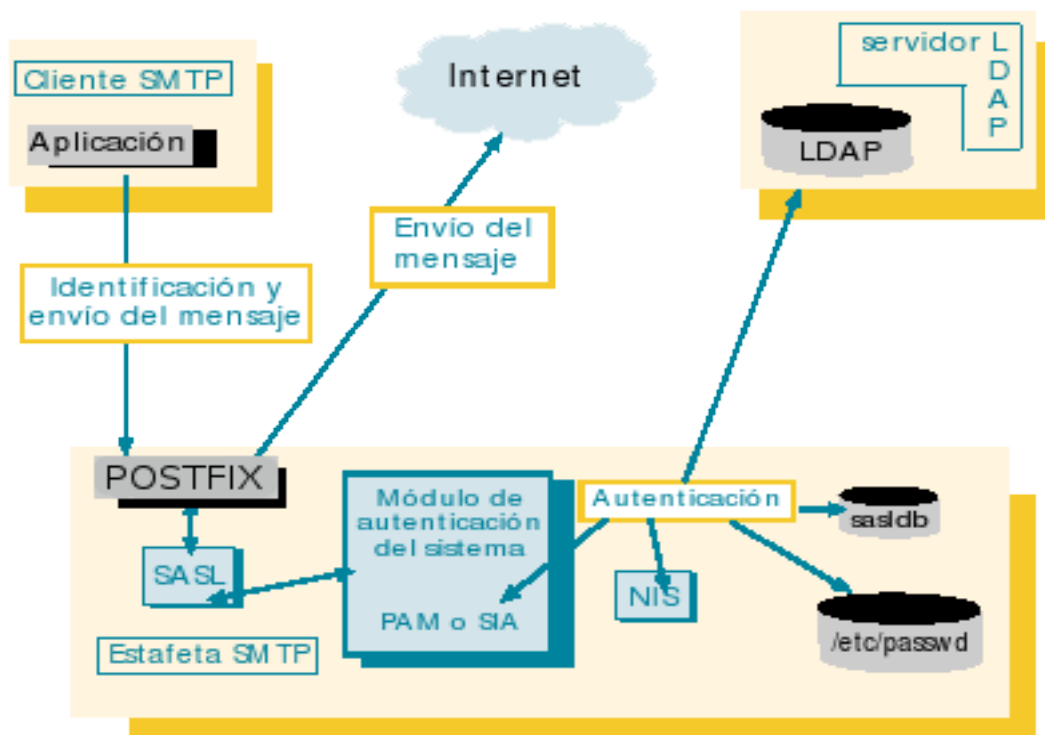 Cliente SMTP
Aplicación
Internet
servidor L
D
A
P
LDAP
Envío del
mensaje
Identificación y
envío del mensaje
POSTFIX
Módulo de
autenticación
del sistema
PAM o SIA
Autenticación
sasldb
SASL
NIS
/etc/passwd
Estafeta SMTP